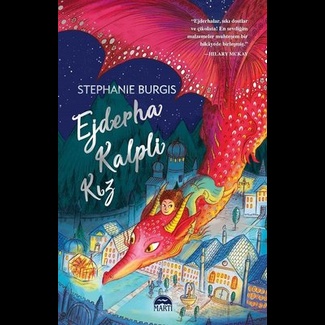 "Ejderhalar, sıkı dostlar
ve çikolata! En sevdiğim
malzemeler muhteşem bir
hikâyede birleşmiş."
—HILARY MCKAY
STEPHANIE BURGIS
Ejderha
Kalpli
Kız
MARTI